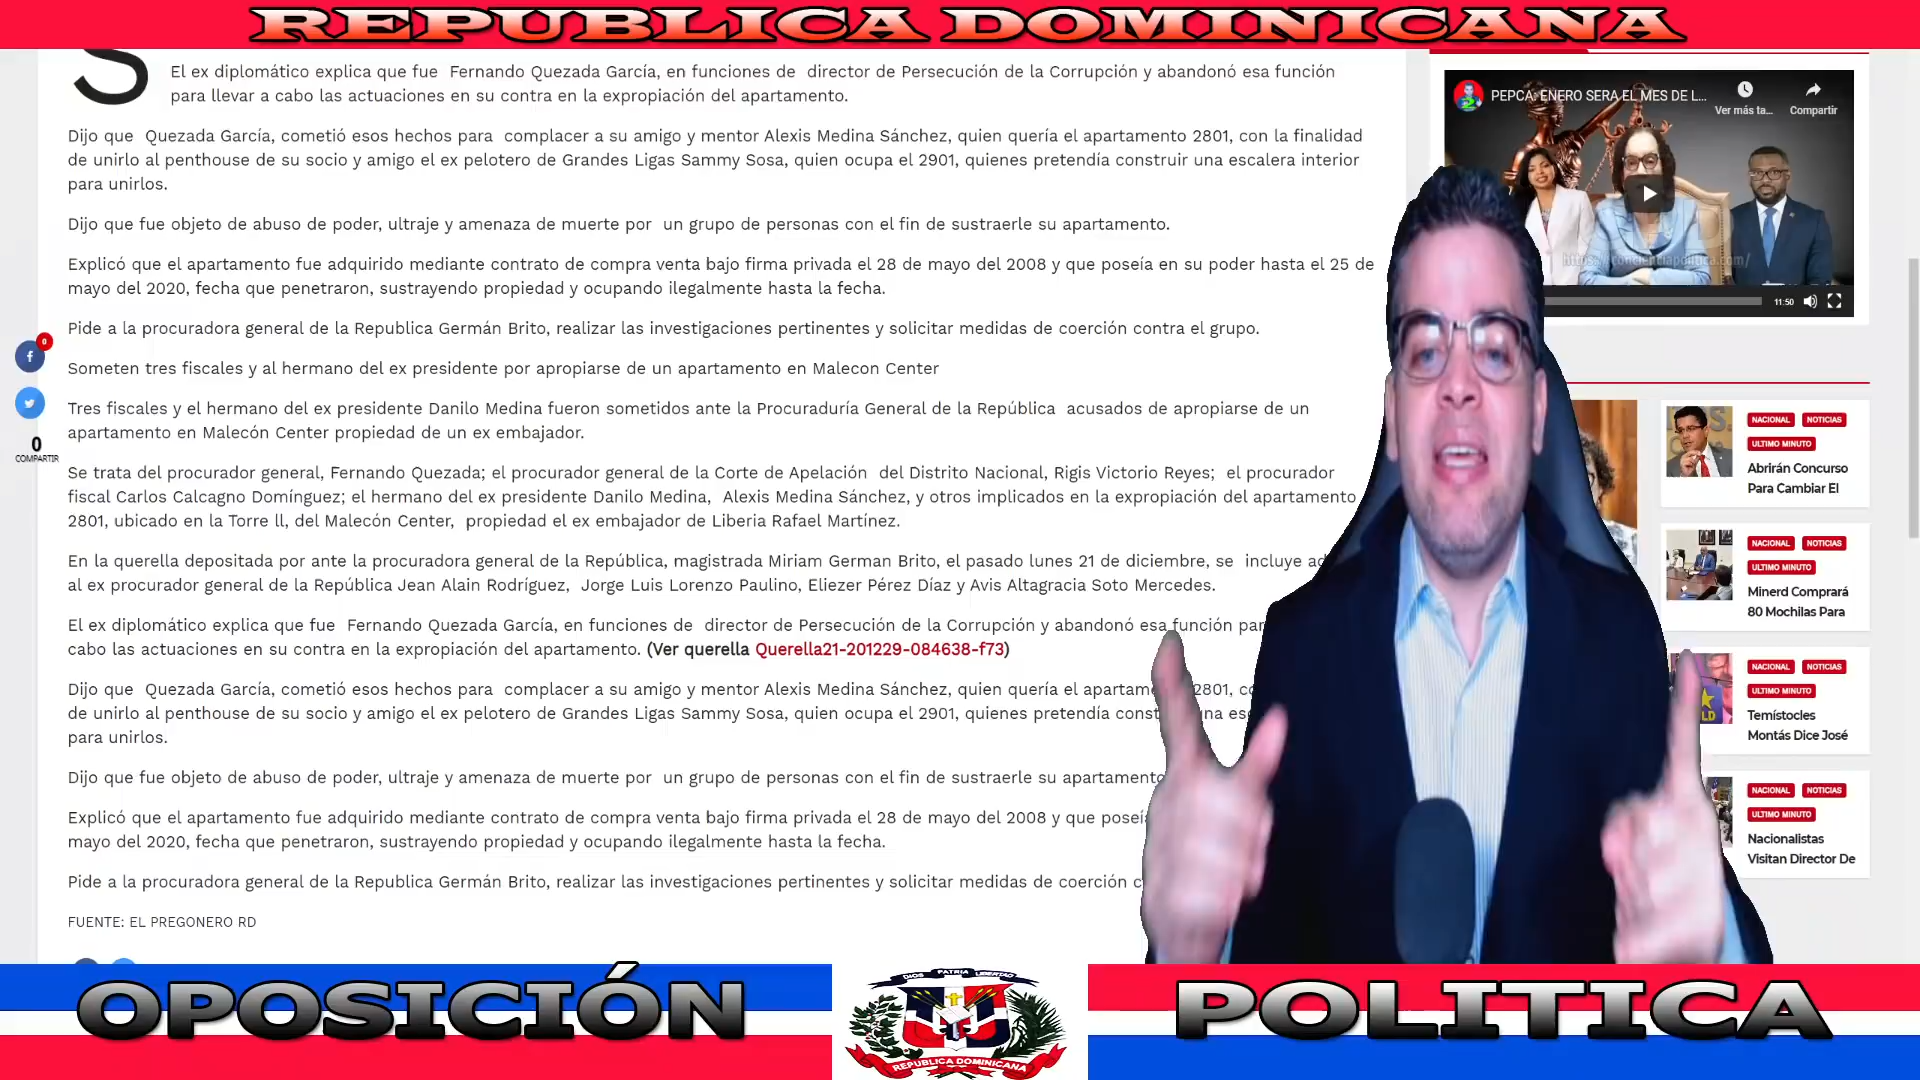 REPUBLICA DOMINICANA
S
El ex diplomático explica que fue Fernando Quezada García, en funciones de director de Persecución de la Corrupción y abandonó esa función
para llevar a cabo las actuaciones en su contra en la expropiación del apartamento.
Dijo que Quezada García, cometió esos hechos para complacer a su amigo y mentor Alexis Medina Sánchez, quien quería el apartamento 2801, con la finalidad
de unirlo al penthouse de su socio y amigo el ex pelotero de Grandes Ligas Sammy Sosa, quien ocupa el 2901, quienes pretendía construir una escalera interior
para unirlos.
Dijo que fue objeto de abuso de poder, ultraje y amenaza de muerte por un grupo de personas con el fin de sustraerle su apartamento.
Explicó que el apartamento fue adquirido mediante contrato de compra venta bajo firma privada el 28 de mayo del 2008 y que poseía en su poder hasta el 25 de
mayo del 2020, fecha que penetraron, sustrayendo propiedad y ocupando ilegalmente hasta la fecha.
Pide a la procuradora general de la Republica Germán Brito, realizar las investigaciones pertinentes y solicitar medidas de coerción contra el grupo.
Someten tres fiscales y al hermano del ex presidente por apropiarse de un apartamento en Malecon Center
Tres fiscales y el hermano del ex presidente Danilo Medina fueron sometidos ante la Procuraduría General de la República acusados de apropiarse de un
apartamento en Malecón Center propiedad de un ex embajador.
Se trata del procurador general, Fernando Quezada; el procurador general de la Corte de Apelación del Distrito Nacional, Rigis Victorio Reyes; el procurador
fiscal Carlos Calcagno Domínguez; el hermano del ex presidente Danilo Medina, Alexis Medina Sánchez, y otros implicados en la expropiación del apartamento
2801, ubicado en la Torre ll, del Malecón Center, propiedad el ex embajador de Liberia Rafael Martínez.
En la querella depositada por ante la procuradora general de la República, magistrada Miriam German Brito, el pasado lunes 21 de diciembre, se incluye
al ex procurador general de la República Jean Alain Rodríguez, Jorge Luis Lorenzo Paulino, Eliezer Pérez Díaz y Avis Altagracia Soto Mercedes.
El ex diplomático explica que fue Fernando Quezada García, en funciones de director de Persecución de la Corrupción y abandonó esa función
cabo las actuaciones en su contra en la expropiación del apartamento. (Ver querella Querella21-201229-084638-f73)
Dijo que Quezada García, cometió esos hechos para complacer a su amigo y mentor Alexis Medina Sánchez, quien quería el 2801,
de unirlo al penthouse de su socio y amigo el ex pelotero de Grandes Ligas Sammy Sosa, quien ocupa el 2901, quienes pretendía
para unirlos.
Dijo que fue objeto de abuso de poder, ultraje y amenaza de muerte por un grupo de personas con el fin de sustraerle su apartamento
Explicó que el apartamento fue adquirido mediante contrato de compra venta bajo firma privada el 28 de mayo del 2008 y que
mayo del 2020, fecha que penetraron, sustrayendo propiedad y ocupando ilegalmente hasta la fecha.
Pide a la procuradora general de la Republica Germán Brito, realizar las investigaciones pertinentes y solicitar medidas de coerción
FUENTE: EL PREGONERO RD
0
0
COMPARTIR
PEPCA: ENERO SERA EL MES DE L...
Ver más ta...
Compartir
https://concienciapolitica.com/
11:50
NACIONAL NOTICIAS
ULTIMO MINUTO
Abrirán Concurso
Para Cambiar El
NACIONAL NOTICIAS
ULTIMO MINUTO
Minerd Comprará
80 Mochilas Para
NACIONAL NOTICIAS
ULTIMO MINUTO
Temístocles
Montás Dice José
NACIONAL NOTICIAS
ULTIMO MINUTO
Nacionalistas
Visitan Director De
OPOSICIÓN
DIOS PATRIA LIBERTAD
REPUBLICA DOMINICANA
POLITICA